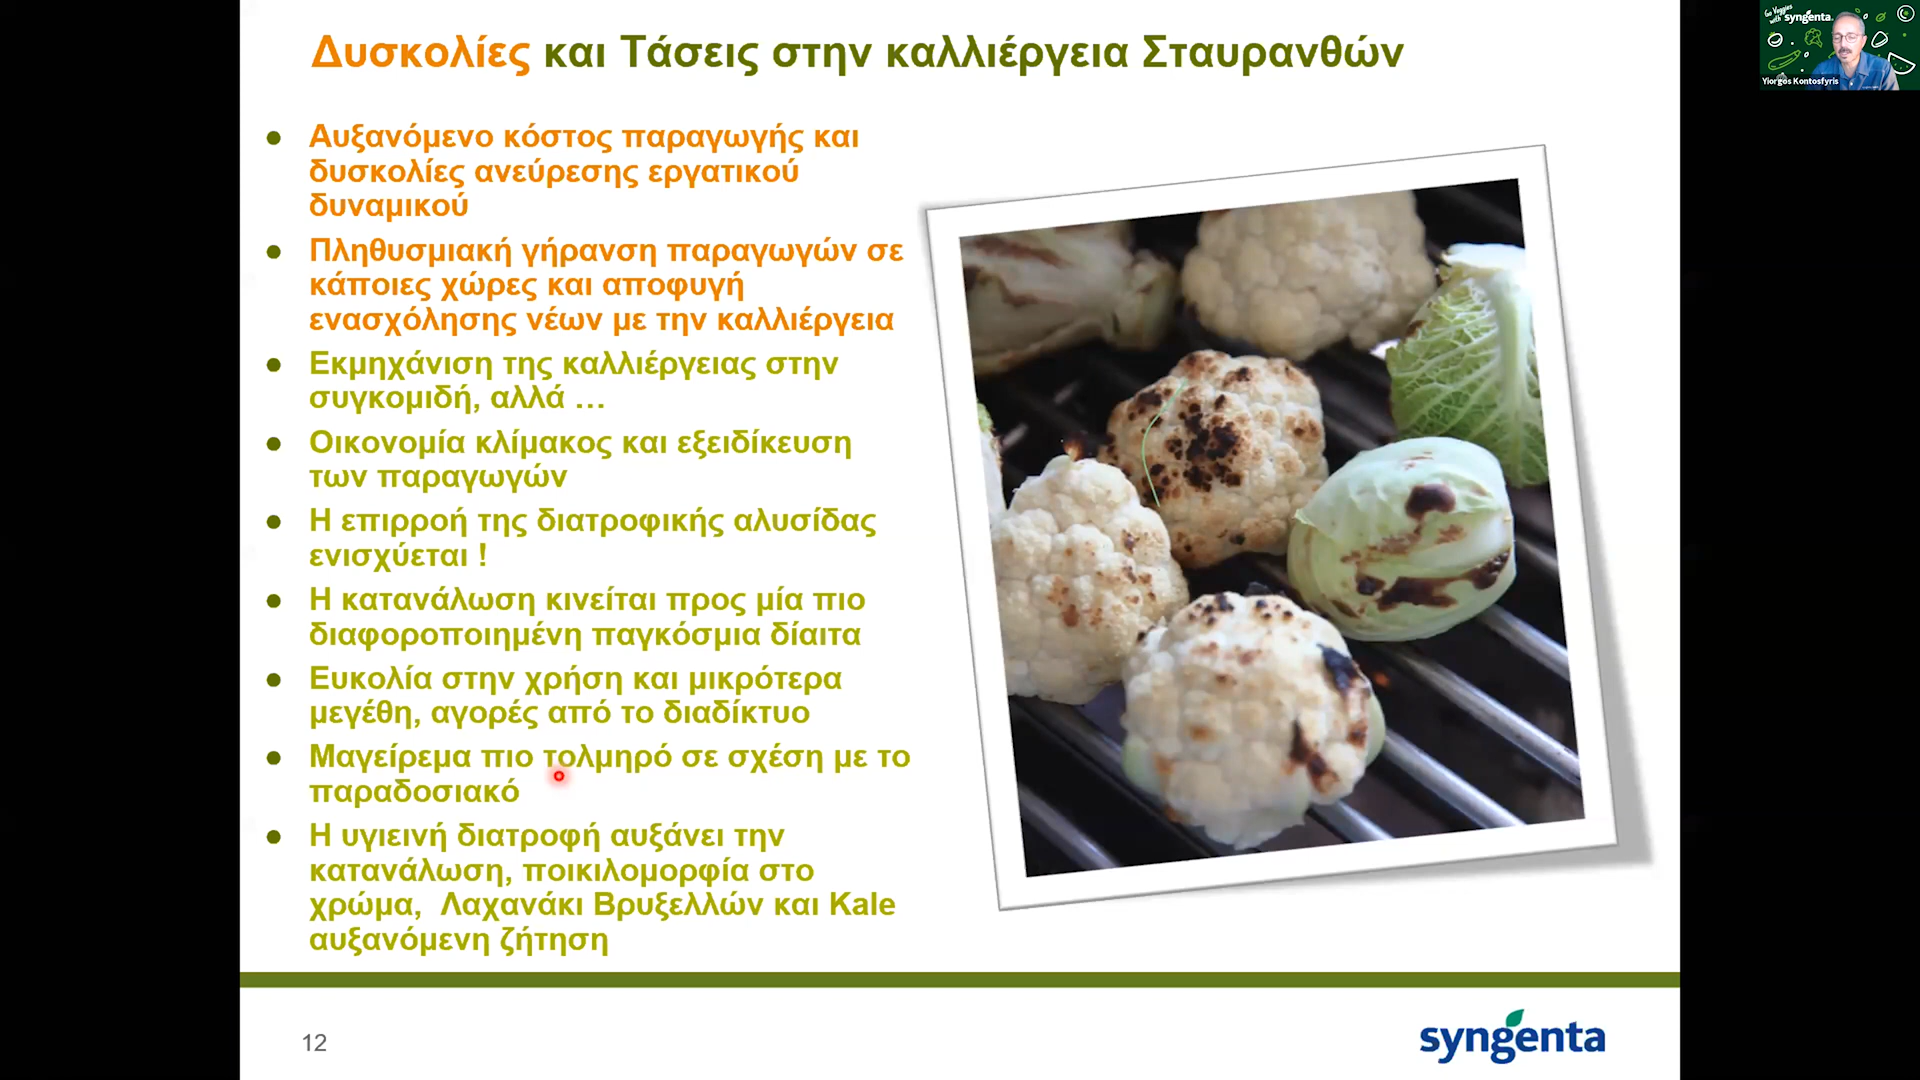 Δυσκολίες και Τάσεις στην καλλιέργεια Σταυρανθών
● Αυξανόμενο κόστος παραγωγής και
δυσκολίες ανεύρεσης εργατικού
δυναμικού
● Πληθυσμιακή γήρανση παραγωγών σε
κάποιες χώρες και αποφυγή
ενασχόλησης νέων με την καλλιέργεια
● Εκμηχάνιση της καλλιέργειας στην
συγκομιδή, αλλά …
● Οικονομία κλίμακος και εξειδίκευση
των παραγωγών
● Η επιρροή της διατροφικής αλυσίδας
ενισχύεται !
● Η κατανάλωση κινείται προς μία πιο
διαφοροποιημένη παγκόσμια δίαιτα
● Ευκολία στην χρήση και μικρότερα
μεγέθη, αγορές από το διαδίκτυο
● Μαγείρεμα πιο τολμηρό σε σχέση με το
παραδοσιακό
● Η υγιεινή διατροφή αυξάνει την
κατανάλωση, ποικιλομορφία στο
χρώμα, Λαχανάκι Βρυξελλών και Kale
αυξανόμενη ζήτηση
12
syngenta
Go Veggies
with syngenta
Yiorgos Kontosfyris